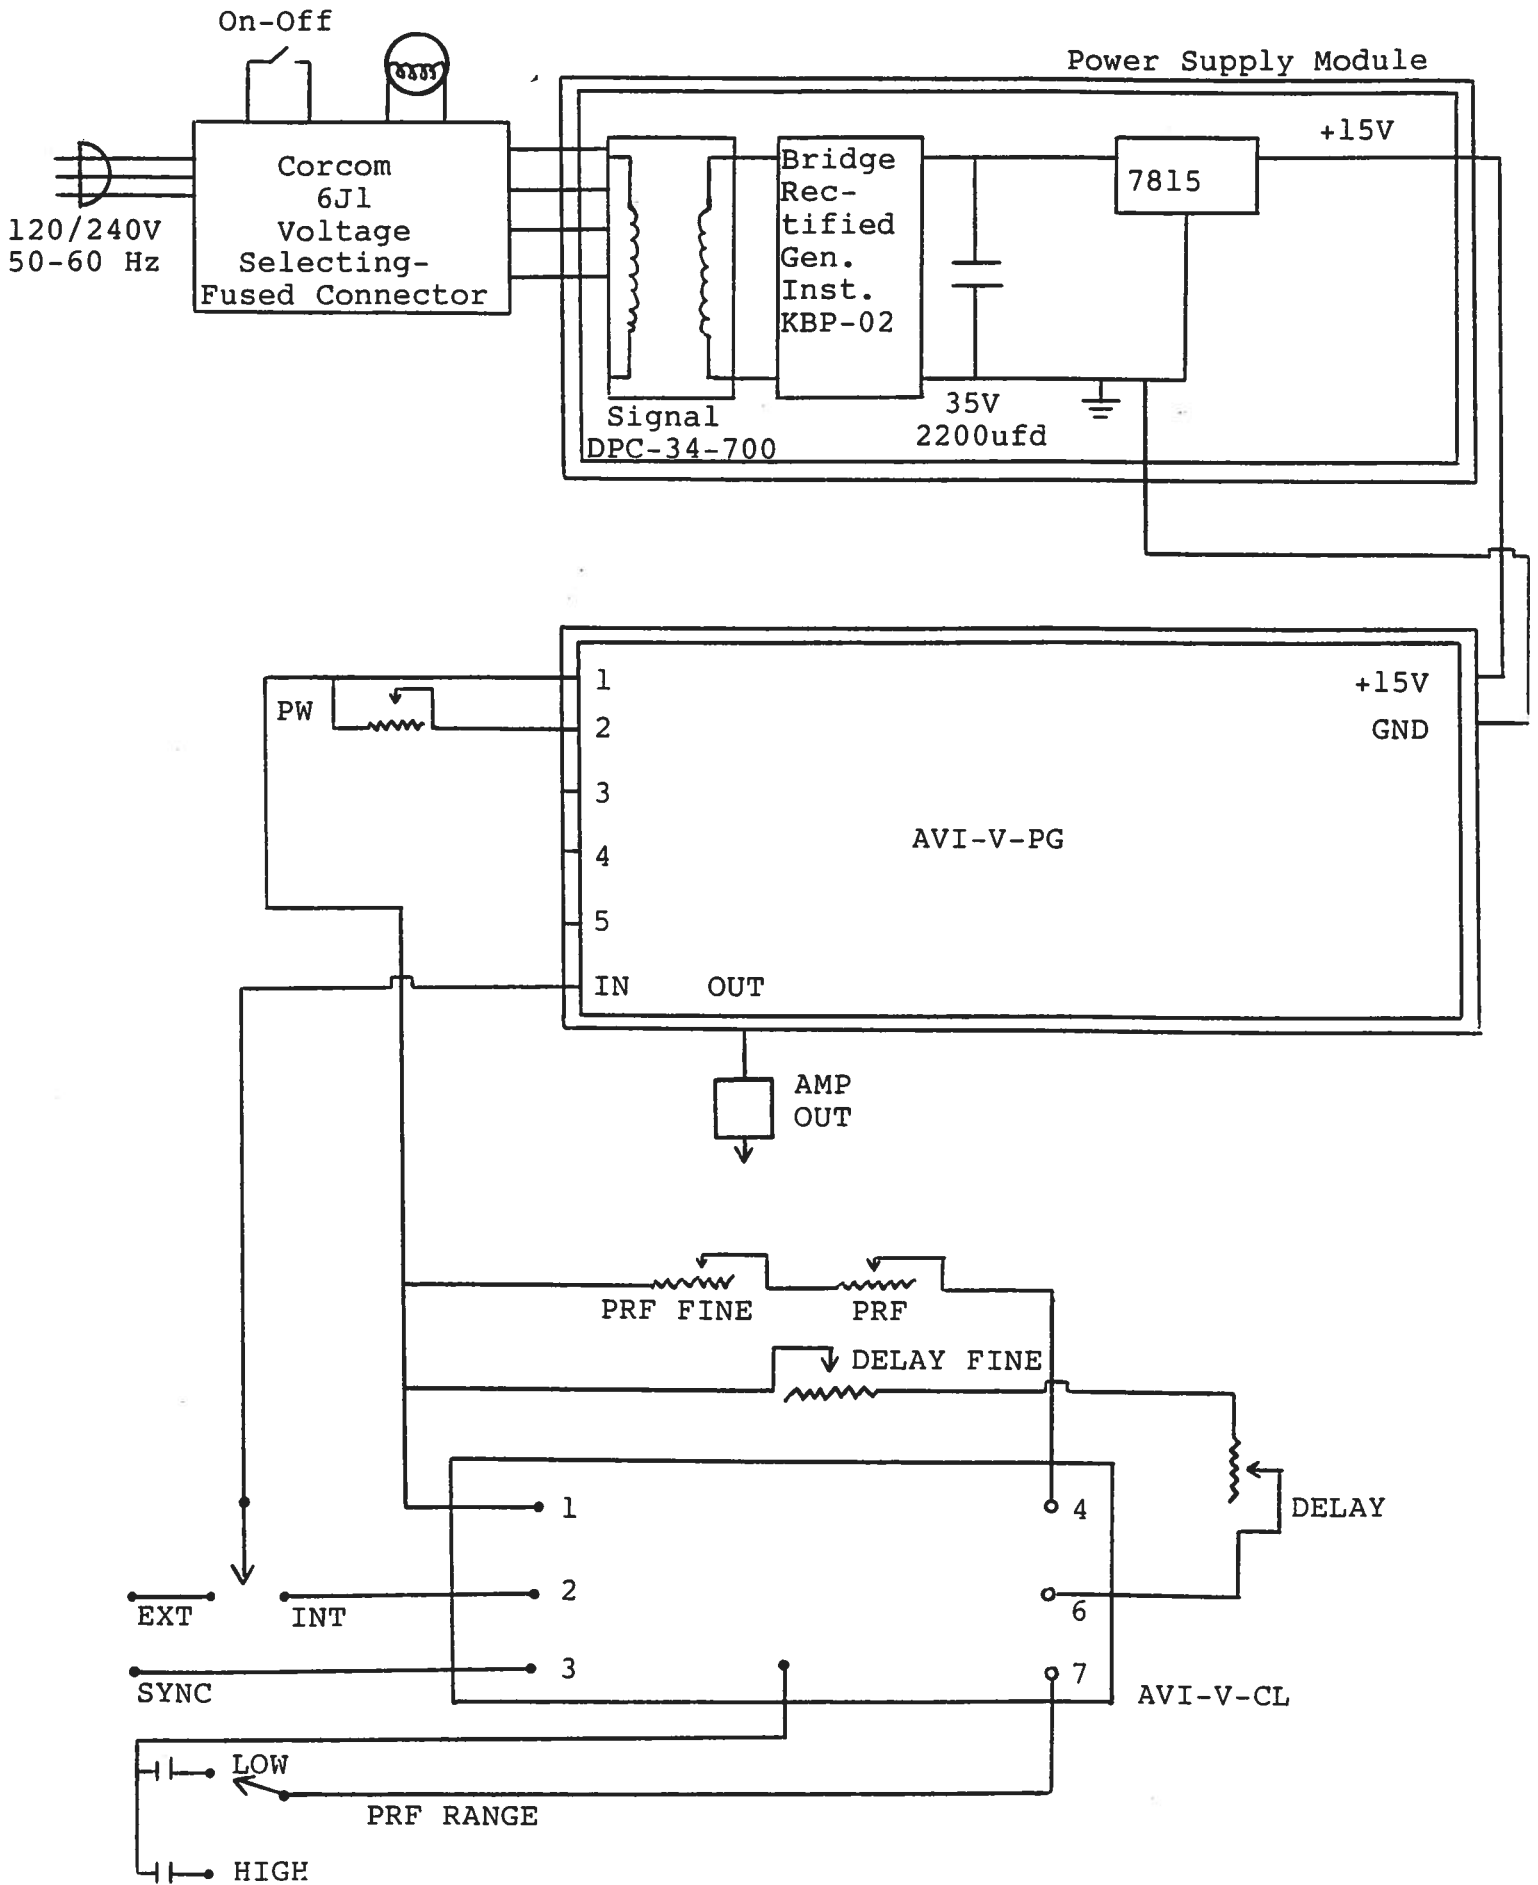 On-Off
Power Supply Module
120/240V
50-60 Hz
Corcom
6J1
Voltage
Selecting-
Fused Connector
Signal
DPC-34-700
Bridge
Rec-
tified
Gen.
Inst.
KBP-02
35V
2200ufd
7815
+15V
PW
1
2
3
4
5
IN
OUT
+15V
GND
AVI-V-PG
AMP
OUT
PRF FINE
PRF
DELAY FINE
DELAY
1
2
3
4
6
7
AVI-V-CL
EXT
INT
SYNC
LOW
PRF RANGE
HIGH